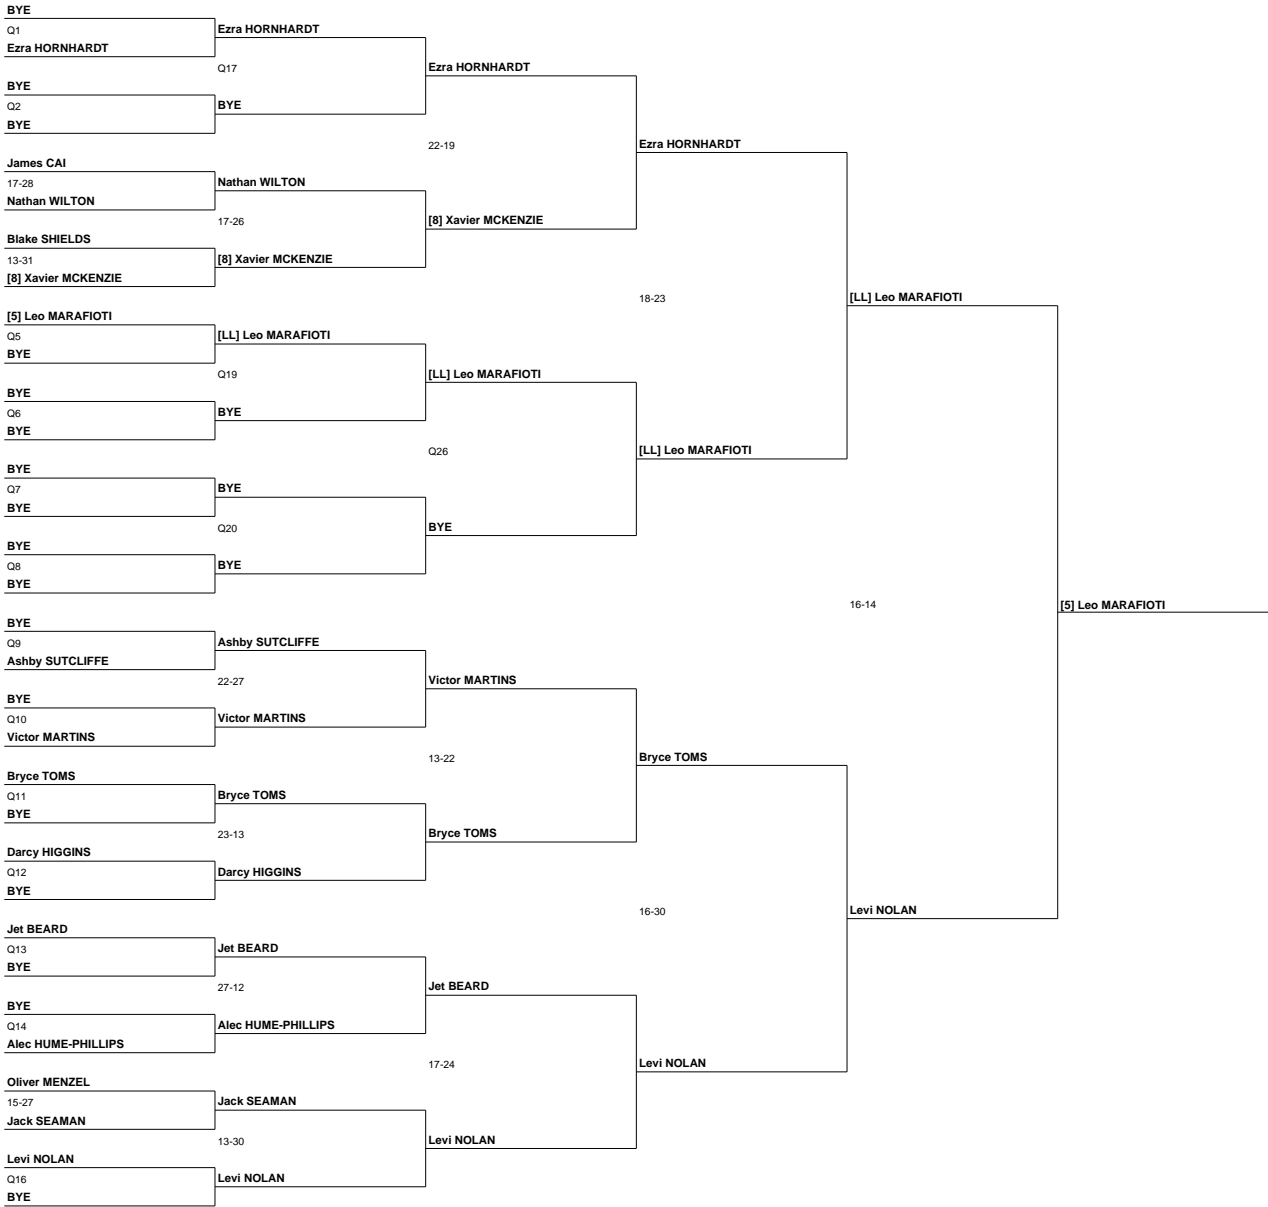 BYE
Q1
Ezra HORNHARDT
Ezra HORNHARDT
Q17
Ezra HORNHARDT
BYE
Q2
BYE
BYE
22-19
Ezra HORNHARDT
James CAI
17-28
Nathan WILTON
Nathan WILTON
17-26
[8] Xavier MCKENZIE
Blake SHIELDS
13-31
[8] Xavier MCKENZIE
[8] Xavier MCKENZIE
18-23
[LL] Leo MARAFIOTI
[5] Leo MARAFIOTI
Q5
BYE
[LL] Leo MARAFIOTI
Q19
[LL] Leo MARAFIOTI
BYE
Q6
BYE
BYE
Q26
[LL] Leo MARAFIOTI
BYE
Q7
BYE
BYE
Q20
BYE
BYE
Q8
BYE
BYE
16-14
[5] Leo MARAFIOTI
BYE
Q9
Ashby SUTCLIFFE
Ashby SUTCLIFFE
22-27
Victor MARTINS
BYE
Q10
Victor MARTINS
Victor MARTINS
13-22
Bryce TOMS
Bryce TOMS
Q11
BYE
Bryce TOMS
23-13
Bryce TOMS
Darcy HIGGINS
Q12
BYE
Darcy HIGGINS
16-30
Levi NOLAN
Jet BEARD
Q13
BYE
Jet BEARD
27-12
Jet BEARD
BYE
Q14
Alec HUME-PHILLIPS
Alec HUME-PHILLIPS
17-24
Levi NOLAN
Oliver MENZEL
15-27
Jack SEAMAN
Jack SEAMAN
13-30
Levi NOLAN
Levi NOLAN
Q16
BYE
Levi NOLAN